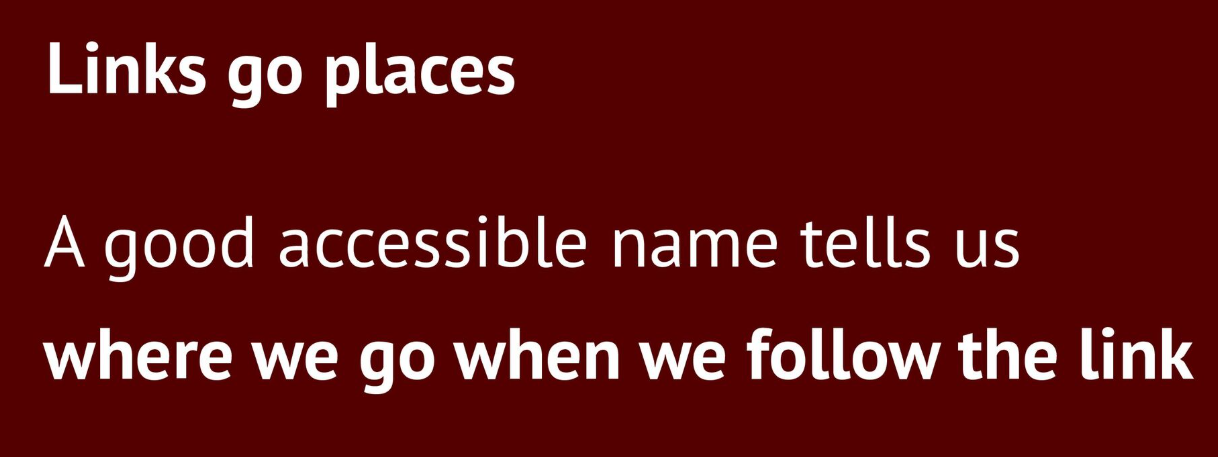 Links go places
A good accessible name tells us
where we go when we follow the link